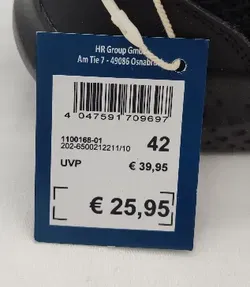 HR Group GmbH
Am Tie 7 - 49086 Osnabrück
4 047591 709697
1100168-01
202-6500212211/10
42
UVP € 39,95
€ 25,95